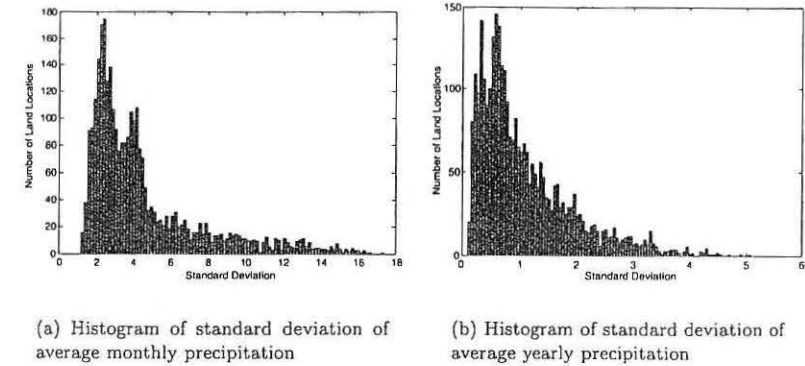 180
160
140
120
100
80
60
40
20
0
Number of Land Locations
0 2 4 6 8 10 12 14 16 18
Standard Deviation
150
100
50
0
Number of Land Locations
0 1 2 3 4 5 6
Standard Deviation
(a) Histogram of standard deviation of
average monthly precipitation
(b) Histogram of standard deviation of
average yearly precipitation